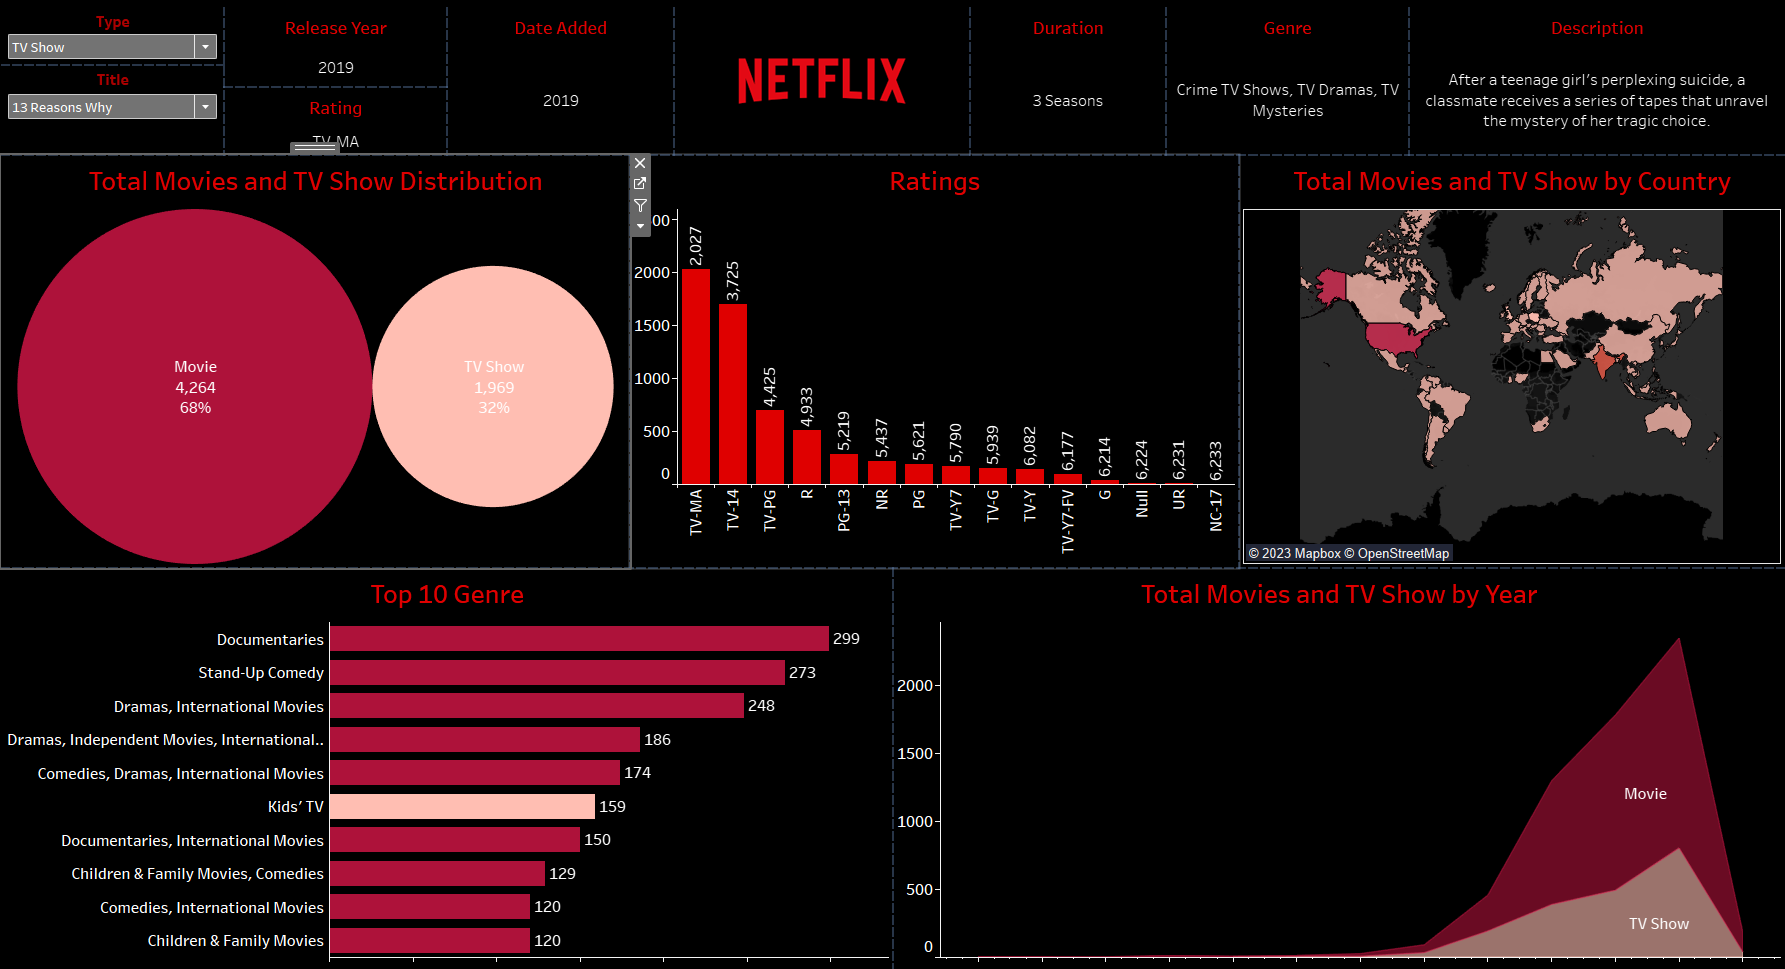 Type
TV Show
Title
13 Reasons Why
Release Year
2019
Rating
TV-MA
Date Added
2019
NETFLIX
Duration
3 Seasons
Genre
Crime TV Shows, TV Dramas, TV
Mysteries
Description
After a teenage girl's perplexing suicide, a
classmate receives a series of tapes that unravel
the mystery of her tragic choice.
Total Movies and TV Show Distribution
Movie
4,264
68%
TV Show
1,969
32%
Ratings
2000
1500
1000
500
0
2,027
3,725
4,425
4,933
5,219
5,437
5,621
5,790
5,939
6,082
6,177
6,214
6,224
6,231
6,233
TV-MA
TV-14
TV-PG
R
PG-13
NR
PG
TV-Y7
TV-G
TV-Y
TV-Y7-FV
G
Null
UR
NC-17
Total Movies and TV Show by Country
© 2023 Mapbox © OpenStreetMap
Top 10 Genre
Documentaries 299
Stand-Up Comedy 273
Dramas, International Movies 248
Dramas, Independent Movies, International.. 186
Comedies, Dramas, International Movies 174
Kids' TV 159
Documentaries, International Movies 150
Children & Family Movies, Comedies 129
Comedies, International Movies 120
Children & Family Movies 120
Total Movies and TV Show by Year
2000
1500
1000
500
0
Movie
TV Show